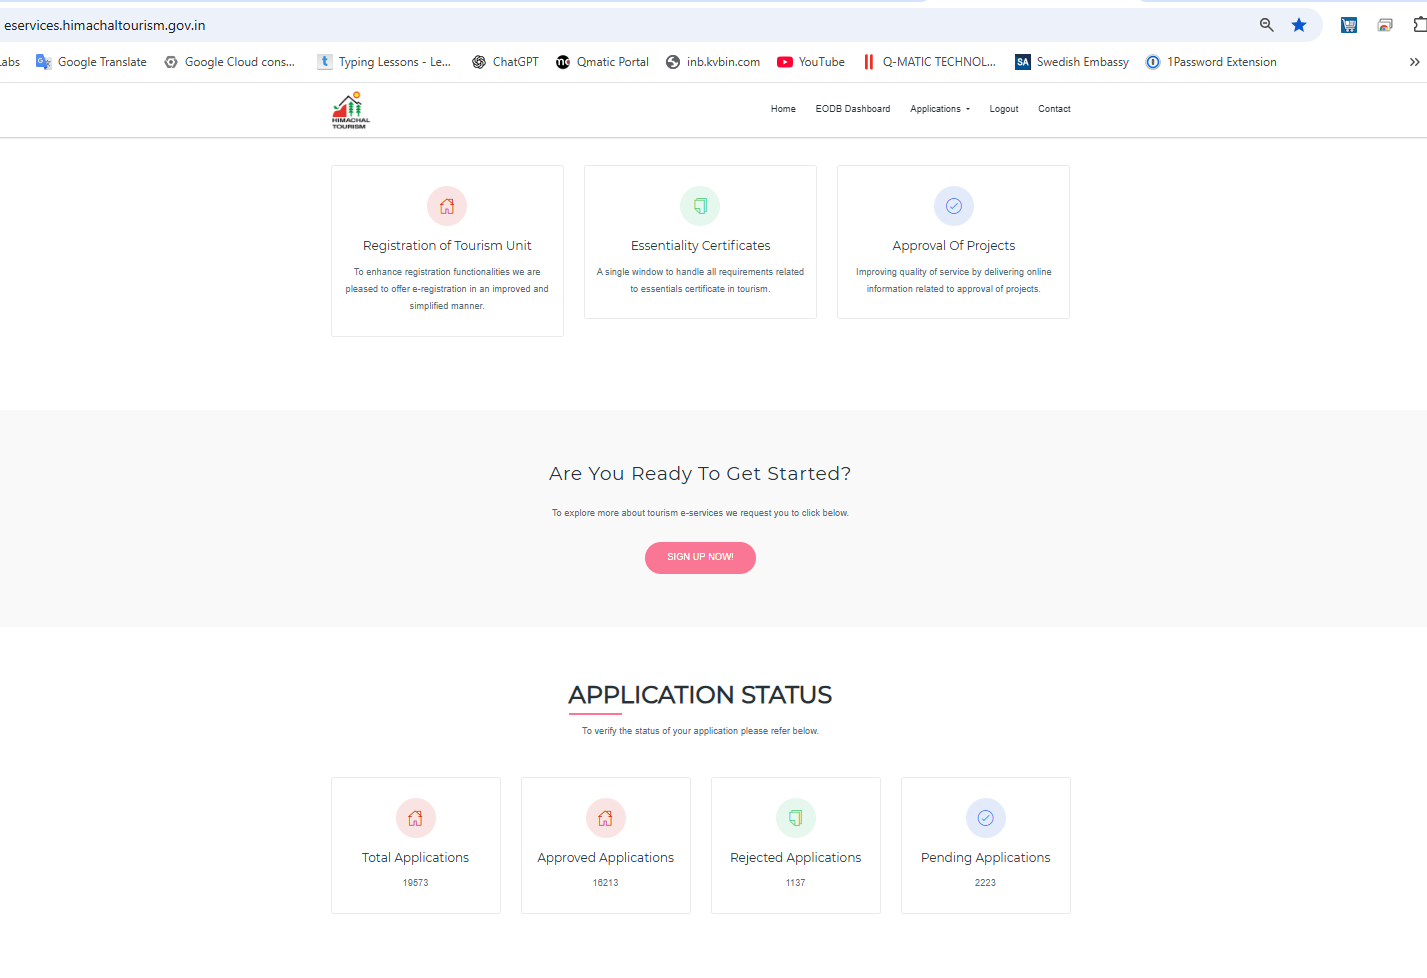 eservices.himachaltourism.gov.in
abs Google Translate Google Cloud cons... Typing Lessons - Le... ChatGPT Qmatic Portal inb.kvbin.com YouTube Q-MATIC TECHNOL... SA Swedish Embassy 1Password Extension
HIMACHAL
TOURISM
Home EODB Dashboard Applications Logout Contact
Registration of Tourism Unit
To enhance registration functionalities we are
pleased to offer e-registration in an improved and
simplified manner.
Essentiality Certificates
A single window to handle all requirements related
to essentials certificate in tourism.
Approval Of Projects
Improving quality of service by delivering online
information related to approval of projects.
Are You Ready To Get Started?
To explore more about tourism e-services we request you to click below.
SIGN UP NOW!
APPLICATION STATUS
To verify the status of your application please refer below.
Total Applications
19573
Approved Applications
16213
Rejected Applications
1137
Pending Applications
2223